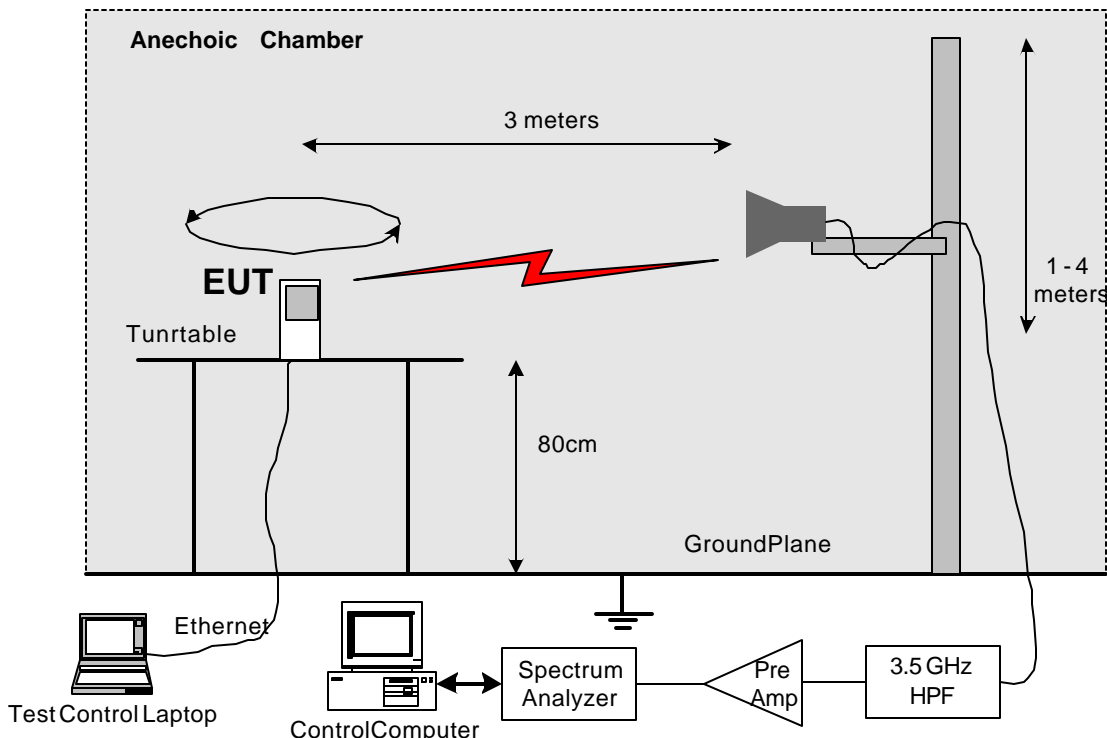 Anechoic Chamber
3 meters
EUT
1 - 4
meters
Tunrtable
80cm
GroundPlane
Ethernet
Test Control Laptop
ControlComputer
Spectrum
Analyzer
Pre
Amp
3.5 GHz
HPF